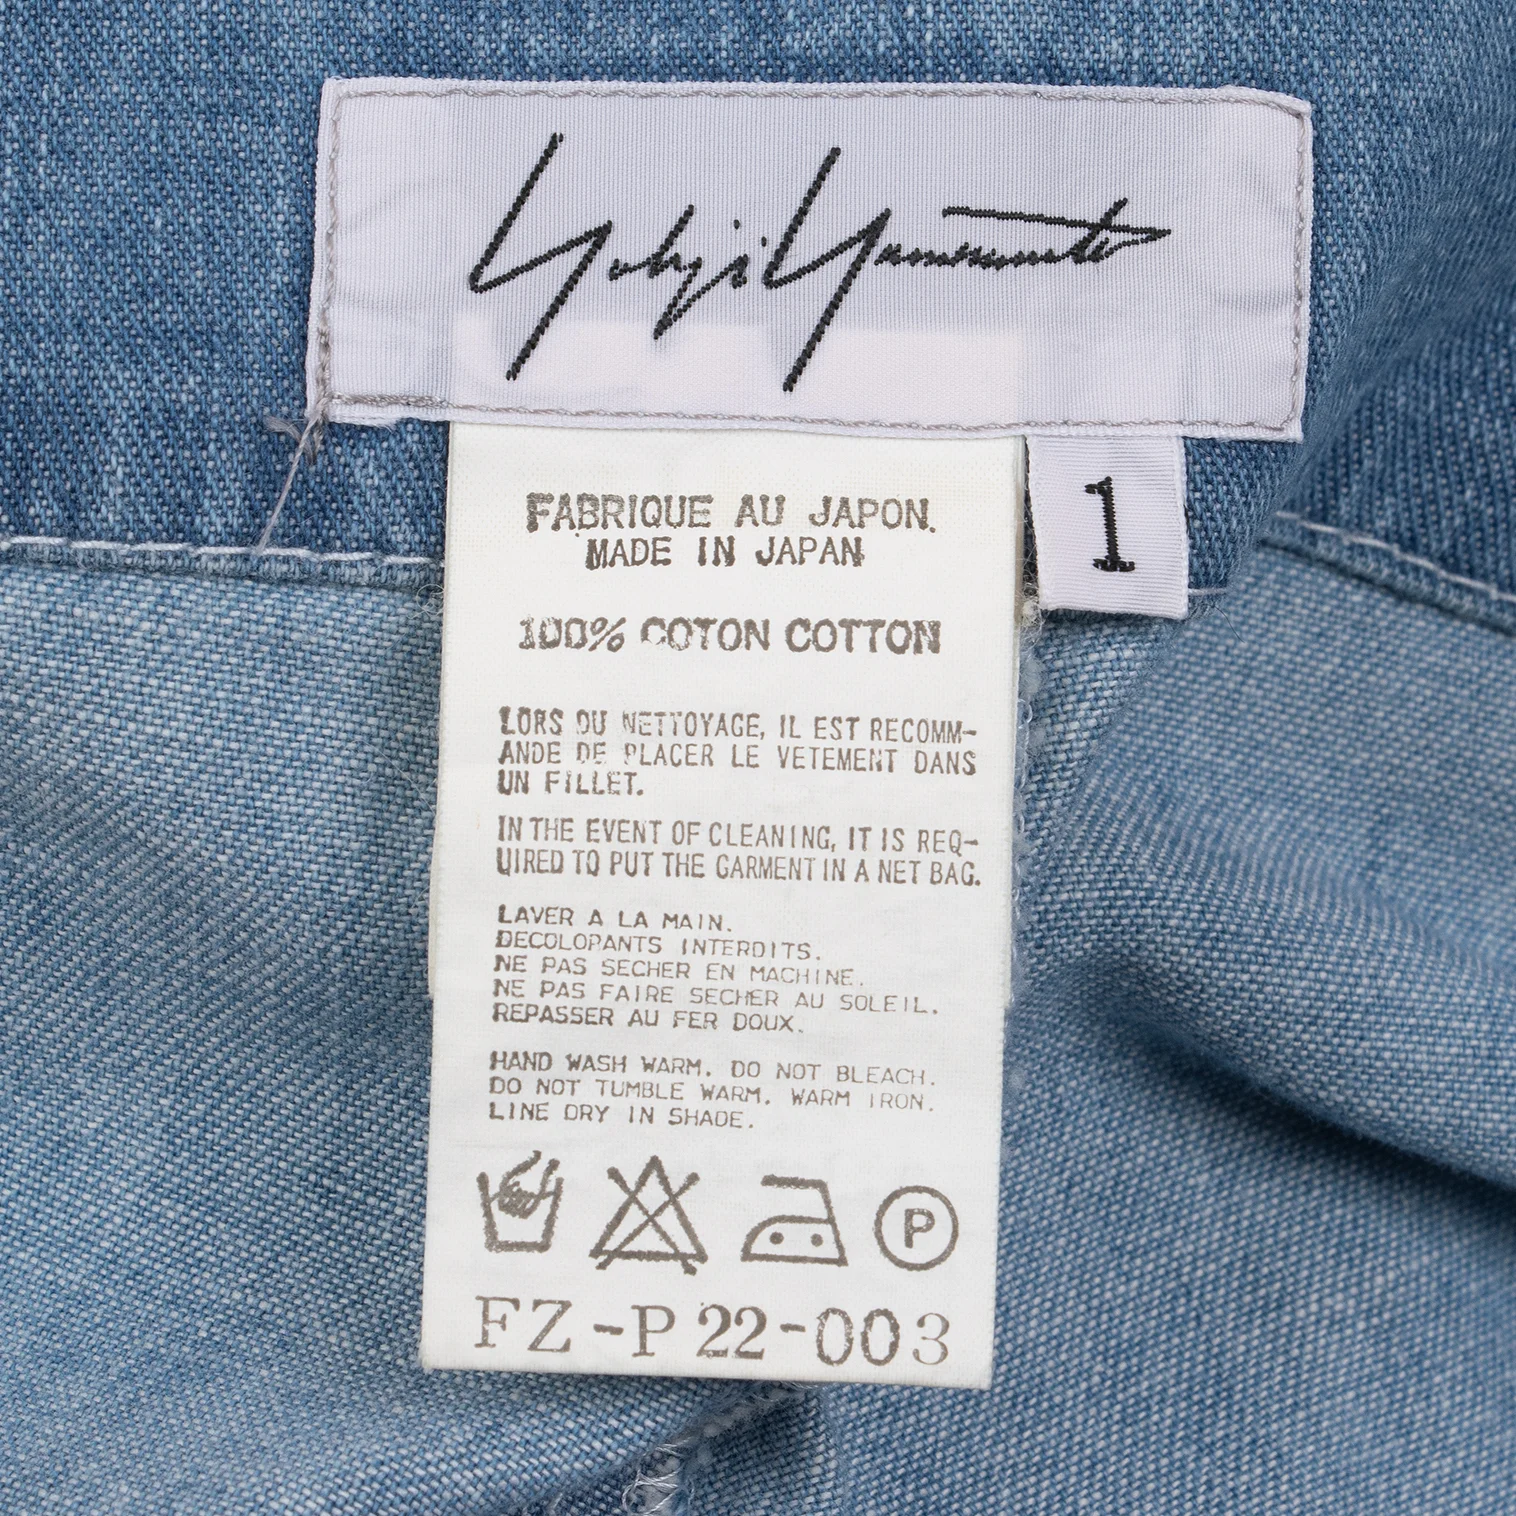 Yohji Yamamoto
1
FABRIQUE AU JAPON.
MADE IN JAPAN
100% COTON COTTON
LORS DU NETTOYAGE, IL EST RECOMM-
ANDE DE PLACER LE VETEMENT DANS
UN FILLET.
IN THE EVENT OF CLEANING, IT IS REQ-
UIRED TO PUT THE GARMENT IN A NET BAG.
LAVER A LA MAIN.
DECOLOPANTS INTERDITS.
NE PAS SECHER EN MACHINE.
NE PAS FAIRE SECHER AU SOLEIL.
REPASSER AU FER DOUX.
HAND WASH WARM. DO NOT BLEACH.
DO NOT TUMBLE WARM. WARM IRON.
LINE DRY IN SHADE.
P
FZ-P22-003